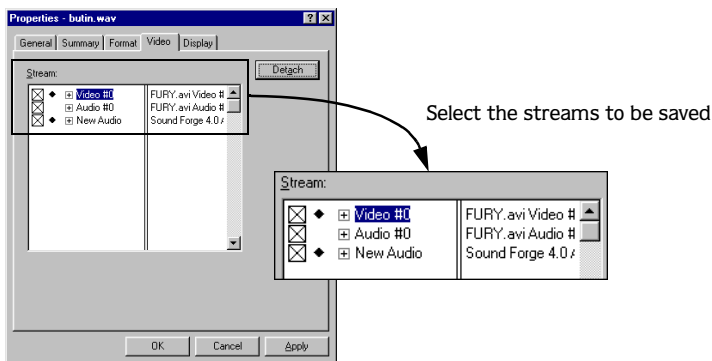 Properties - butin.wav
General Summary Format Video Display
Stream:
Detach
Video #0 FURY.avi Video #
Audio #0 FURY.avi Audio #
New Audio Sound Forge 4.0
Select the streams to be saved
Stream:
Video #0 FURY.avi Video #
Audio #0 FURY.avi Audio #
New Audio Sound Forge 4.0
OK Cancel Apply